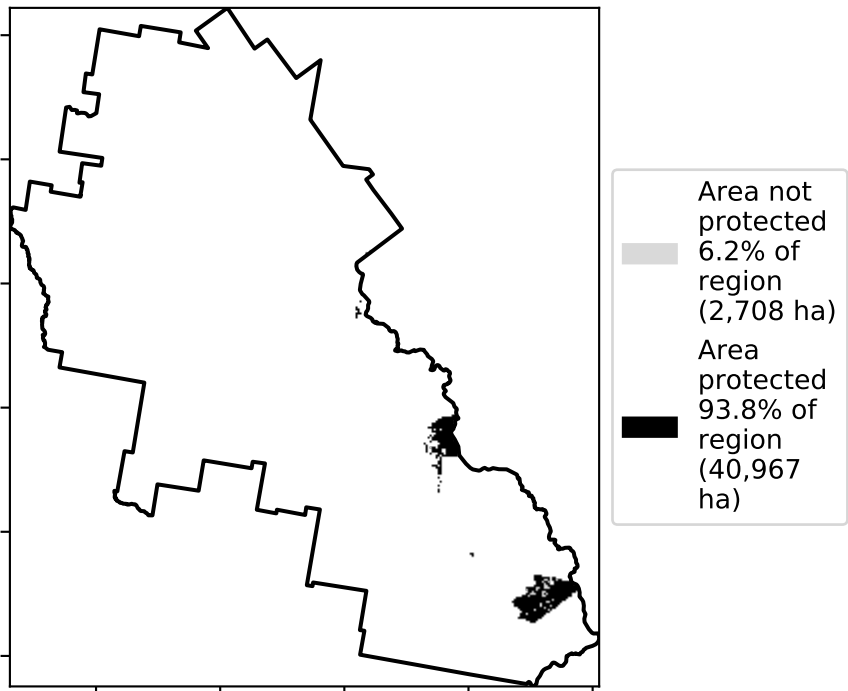 Area not
protected
6.2% of
region
(2,708 ha)
Area
protected
93.8% of
region
(40,967
ha)